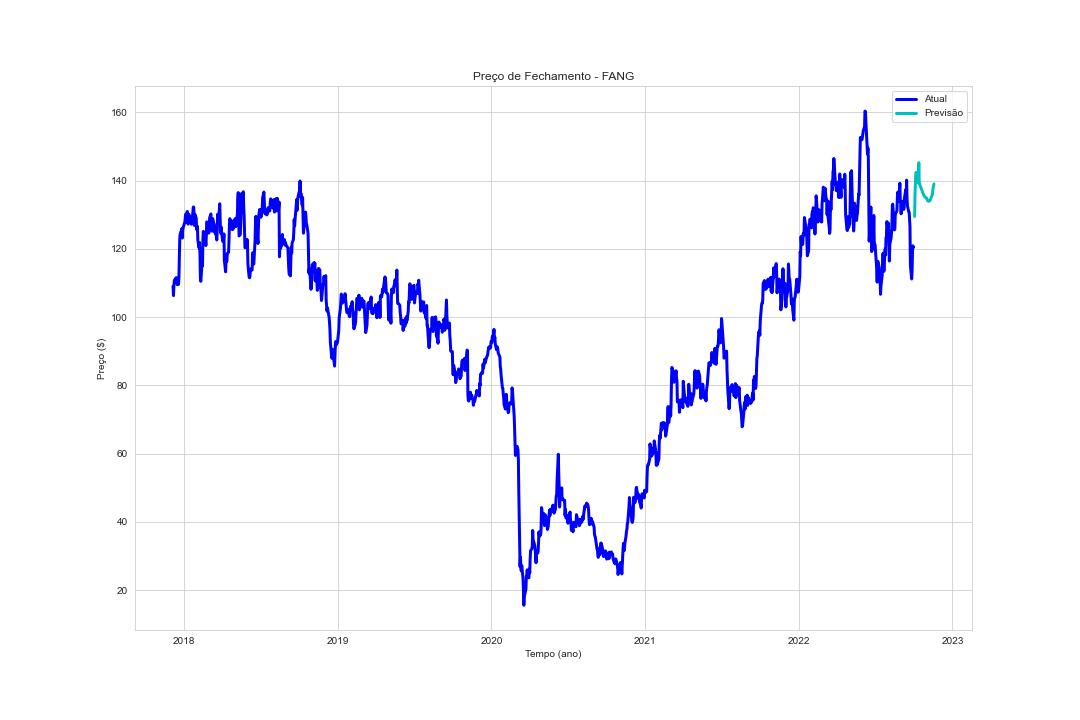 Preço de Fechamento - FANG
Atual
Previsão
160
140
120
100
80
60
40
20
Preço ($)
2018 2019 2020 2021 2022 2023
Tempo (ano)